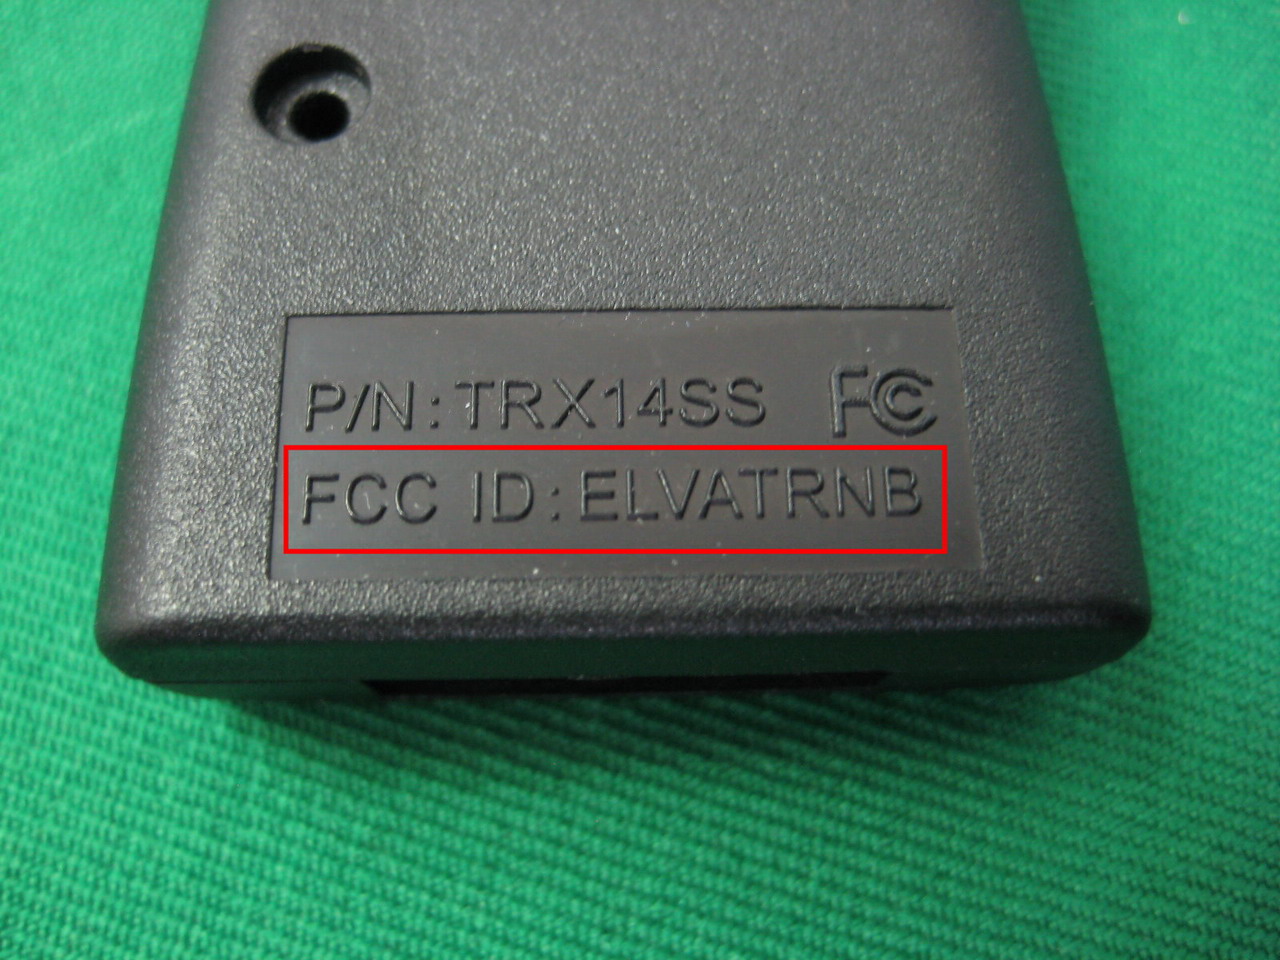 P/N: TRX14SS FC
FCC ID: ELVATRNB